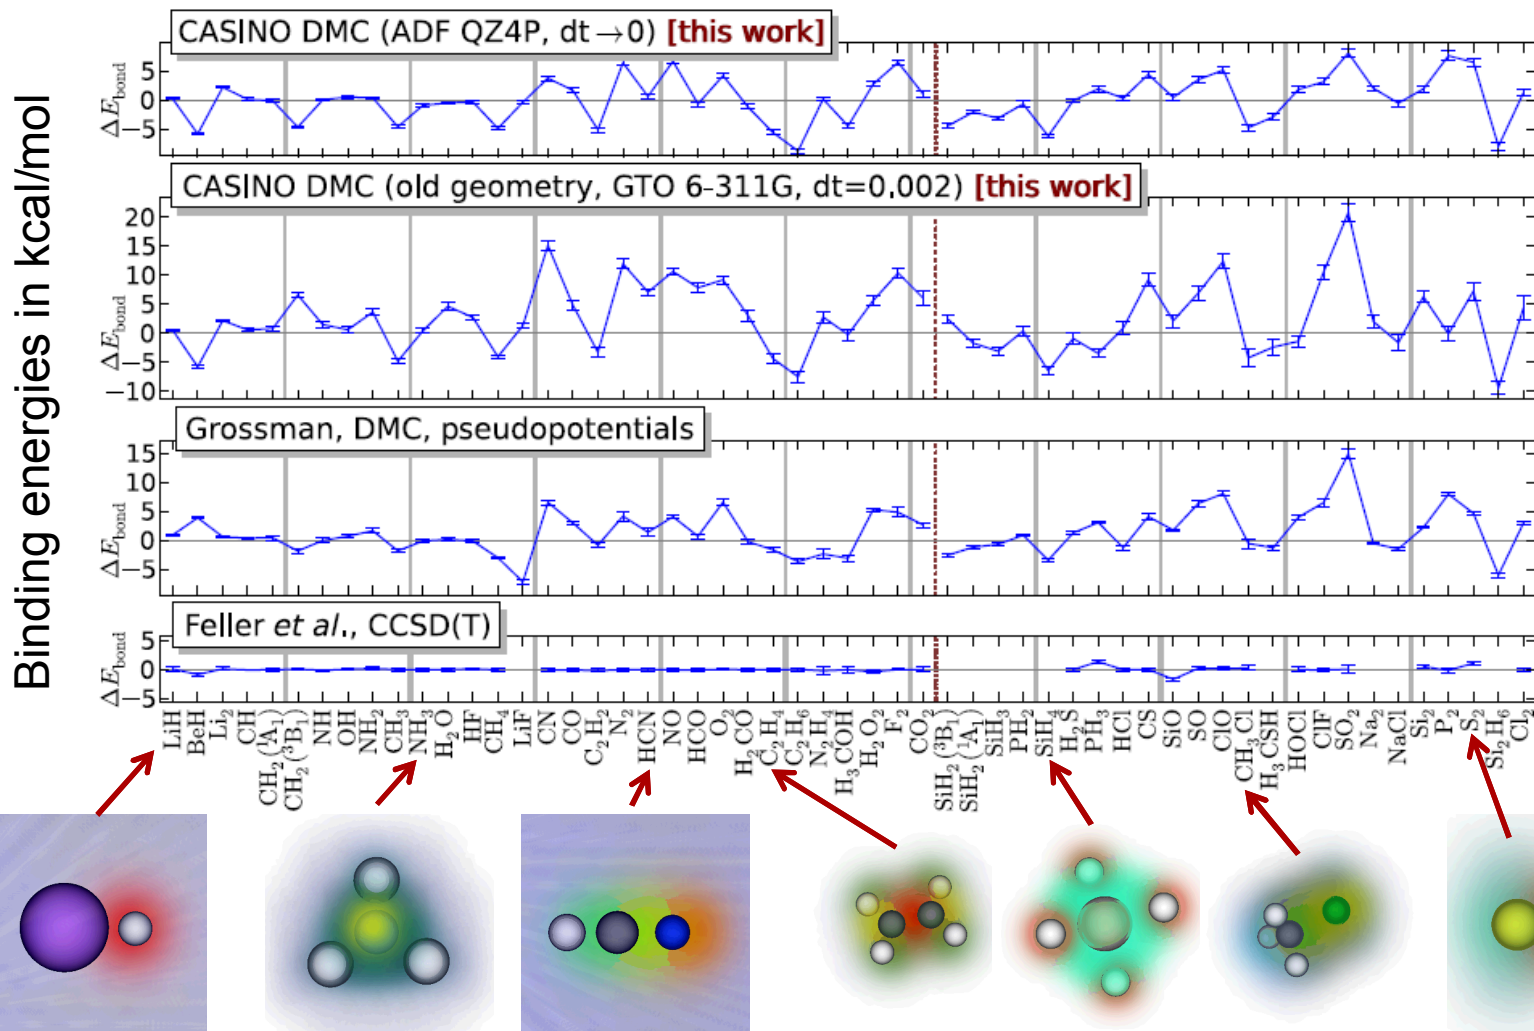 Binding energies in kcal/mol
CASINO DMC (ADF QZ4P, dt→0) [this work]
ΔE_bond
5
0
−5
CASINO DMC (old geometry, GTO 6-311G, dt=0.002) [this work]
ΔE_bond
20
15
10
5
0
−5
−10
Grossman, DMC, pseudopotentials
ΔE_bond
15
10
5
0
−5
Feller et al., CCSD(T)
ΔE_bond
5
0
−5
LiH
BeH
Li₂
CH
CH₂ (¹A₁)
CH₂ (³B₁)
NH
OH
NH₂
CH₃
NH₃
H₂O
HF
CH₄
LiF
CN
CO
C₂H₂
N₂
HCN
NO
HCO
O₂
H₂CO
C₂H₄
C₂H₆
N₂H₄
H₃COH
H₂O₂
F₂
CO₂
SiH₂ (³B₁)
SiH₂ (¹A₁)
SiH₃
PH₂
SiH₄
H₂S
PH₃
HCl
CS
SiO
SO
ClO
CH₃Cl
H₃CSH
HOCl
ClF
SO₂
Na₂
NaCl
Si₂
P₂
S₂
Si₂H₆
Cl₂